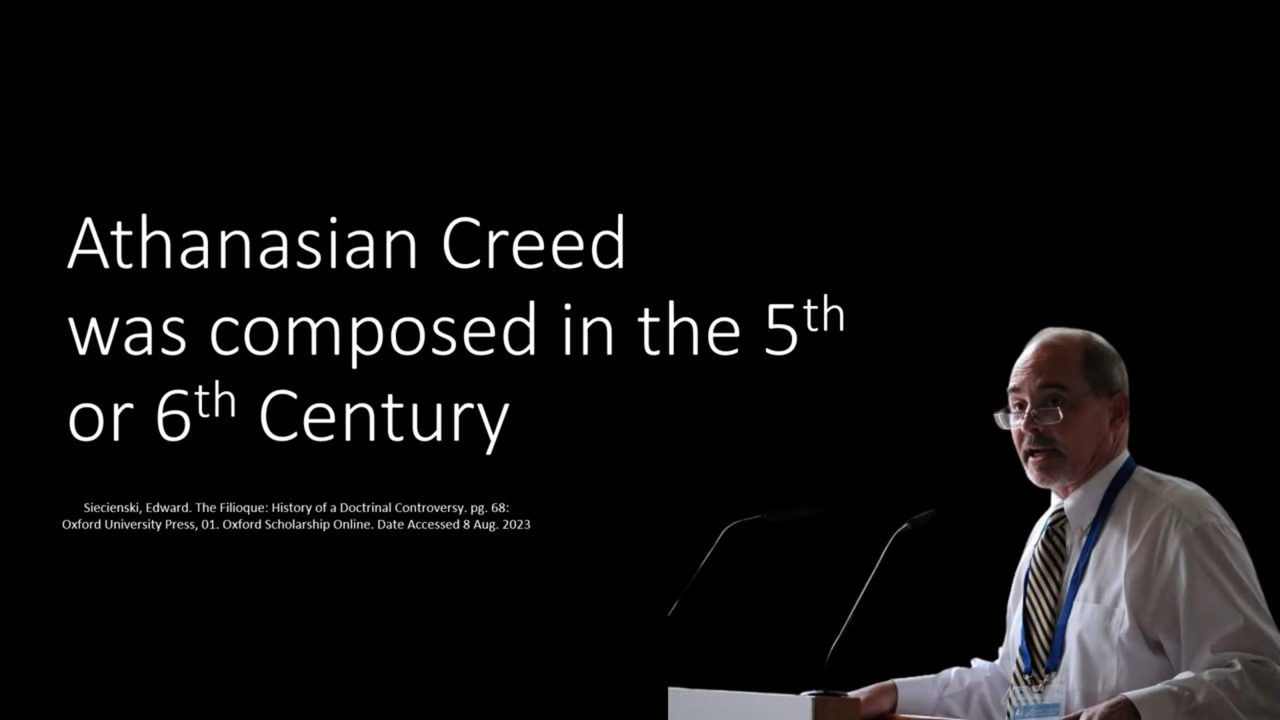 Athanasian Creed
was composed in the 5th
or 6th Century
Siecienski, Edward. The Filioque: History of a Doctrinal Controversy. pg. 68:
Oxford University Press, 01. Oxford Scholarship Online. Date Accessed 8 Aug. 2023